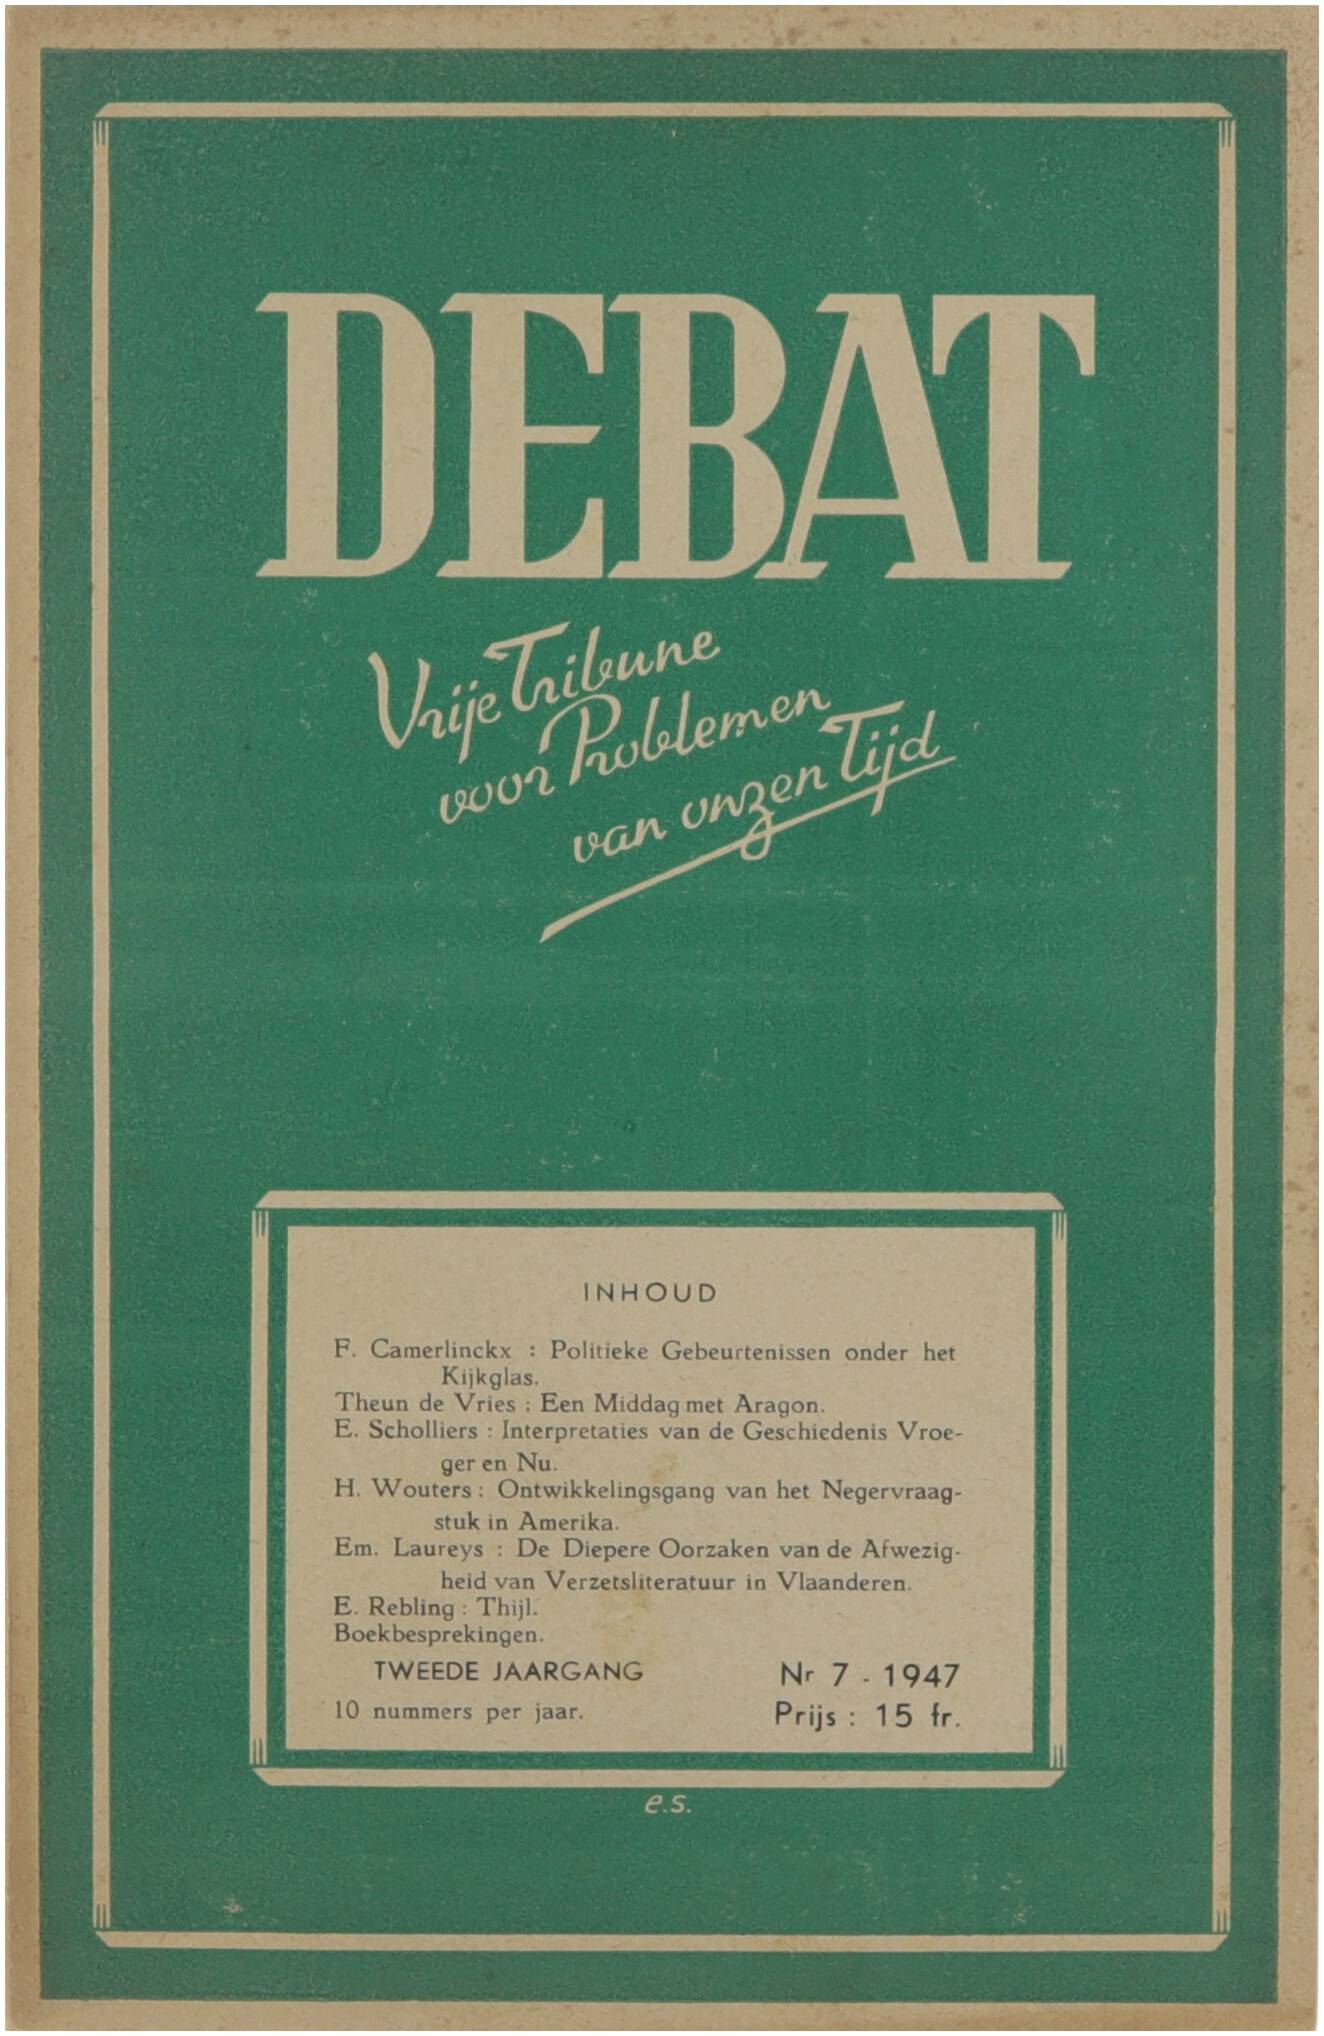 DEBAT
Vrije Tribune
voor Problemen
van onzen Tijd
INHOUD
F. Camerlinckx : Politieke Gebeurtenissen onder het
Kijkglas.
Theun de Vries : Een Middag met Aragon.
E. Scholliers : Interpretaties van de Geschiedenis Vroe-
ger en Nu.
H. Wouters : Ontwikkelingsgang van het Negervraag-
stuk in Amerika.
Em. Laureys : De Diepere Oorzaken van de Afwezig-
heid van Verzetsliteratuur in Vlaanderen.
E. Rebling : Thijl.
Boekbesprekingen.
TWEEDE JAARGANG Nr 7 - 1947
10 nummers per jaar. Prijs : 15 fr.
e.s.